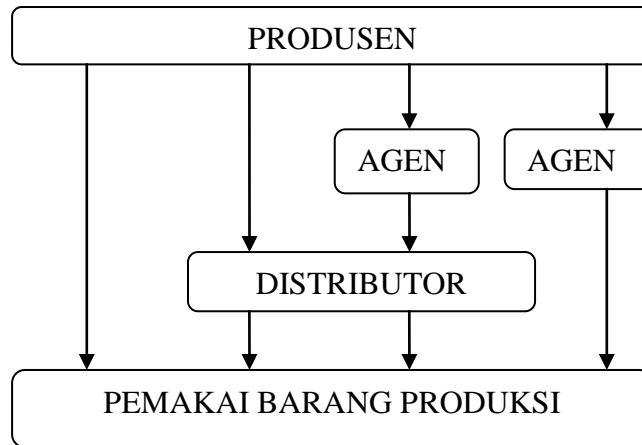 PRODUSEN
AGEN
AGEN
DISTRIBUTOR
PEMAKAI BARANG PRODUKSI